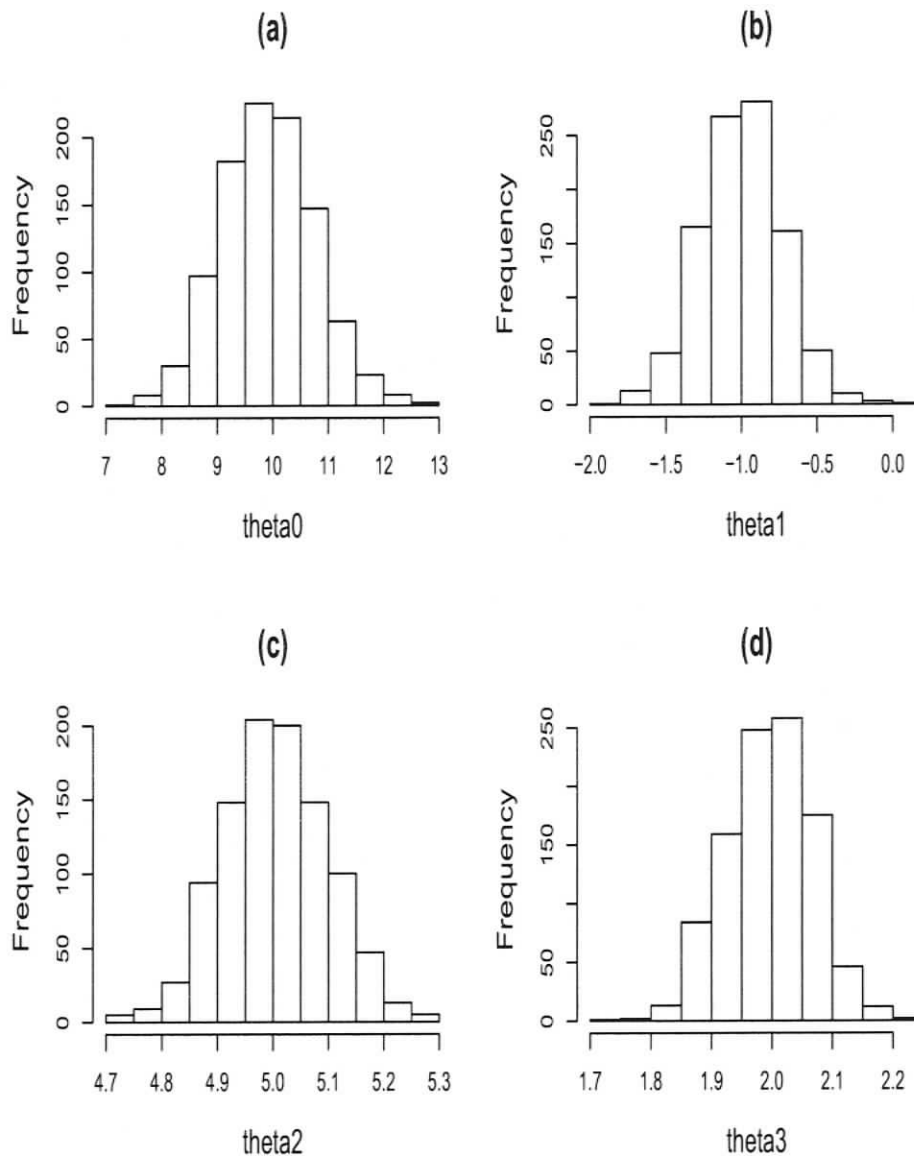 (a)
Frequency
0 50 100 150 200
7 8 9 10 11 12 13
theta0
(b)
Frequency
0 50 150 250
−2.0 −1.5 −1.0 −0.5 0.0
theta1
(c)
Frequency
0 50 100 150 200
4.7 4.8 4.9 5.0 5.1 5.2 5.3
theta2
(d)
Frequency
0 50 150 250
1.7 1.8 1.9 2.0 2.1 2.2
theta3